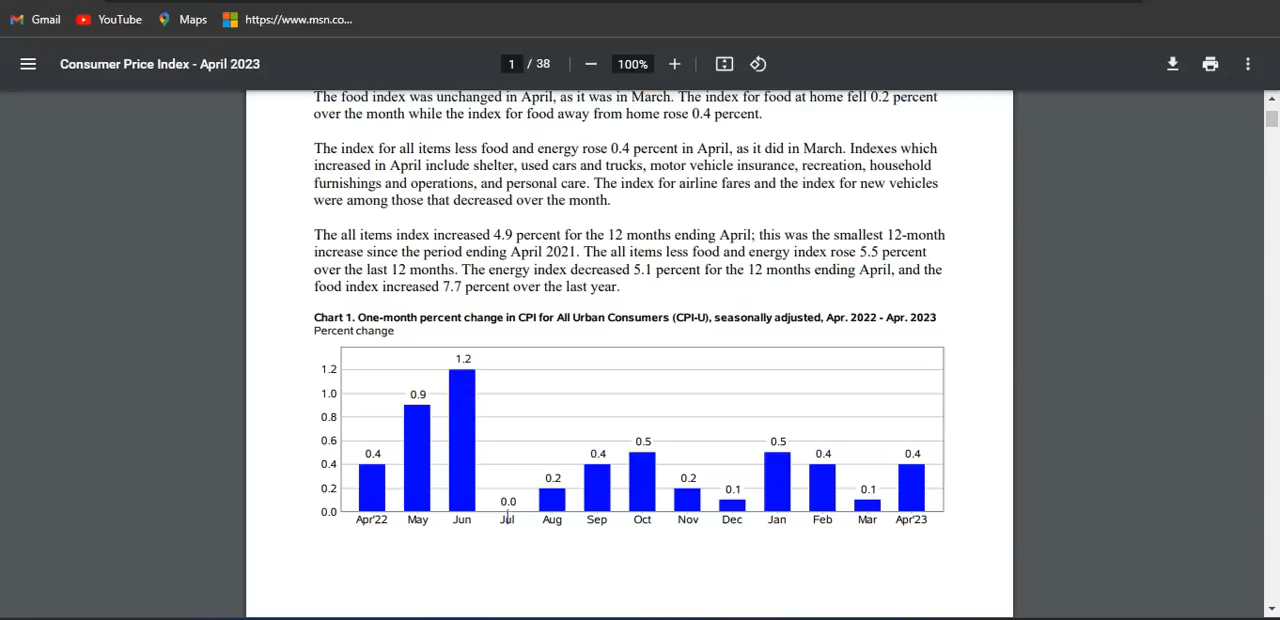 Gmail YouTube Maps https://www.msn.co...
Consumer Price Index - April 2023 1 / 38 100%
The food index was unchanged in April, as it was in March. The index for food at home fell 0.2 percent
over the month while the index for food away from home rose 0.4 percent.
The index for all items less food and energy rose 0.4 percent in April, as it did in March. Indexes which
increased in April include shelter, used cars and trucks, motor vehicle insurance, recreation, household
furnishings and operations, and personal care. The index for airline fares and the index for new vehicles
were among those that decreased over the month.
The all items index increased 4.9 percent for the 12 months ending April; this was the smallest 12-month
increase since the period ending April 2021. The all items less food and energy index rose 5.5 percent
over the last 12 months. The energy index decreased 5.1 percent for the 12 months ending April, and the
food index increased 7.7 percent over the last year.
Chart 1. One-month percent change in CPI for All Urban Consumers (CPI-U), seasonally adjusted, Apr. 2022 - Apr. 2023
Percent change
1.2
1.0
0.8
0.6
0.4
0.2
0.0
0.4 0.9 1.2 0.0 0.2 0.4 0.5 0.2 0.1 0.5 0.4 0.1 0.4
Apr'22 May Jun Jul Aug Sep Oct Nov Dec Jan Feb Mar Apr'23